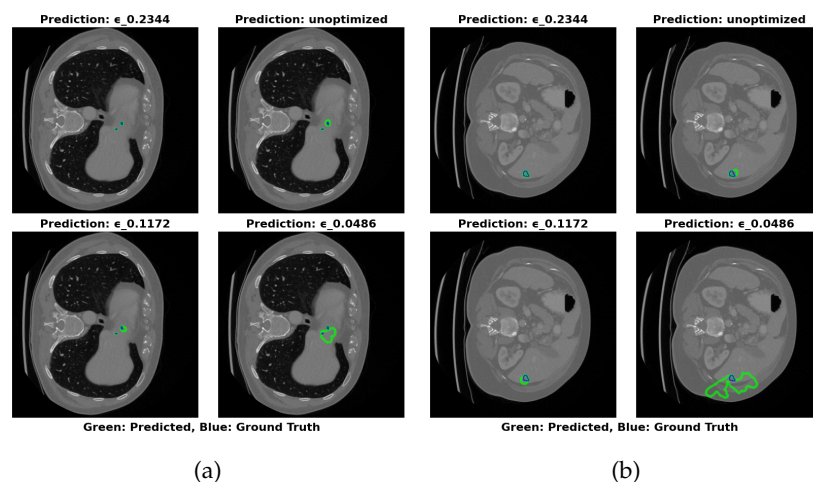 Prediction: ϵ_0.2344
Prediction: unoptimized
Prediction: ϵ_0.1172
Prediction: ϵ_0.0486
Green: Predicted, Blue: Ground Truth
(a)
Prediction: ϵ_0.2344
Prediction: unoptimized
Prediction: ϵ_0.1172
Prediction: ϵ_0.0486
Green: Predicted, Blue: Ground Truth
(b)